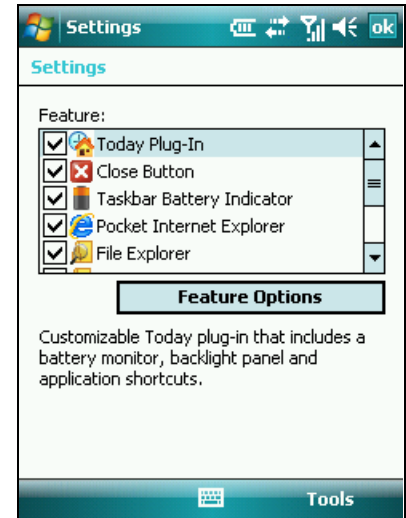 Settings
ok
Settings
Feature:
Today Plug-In
Close Button
Taskbar Battery Indicator
Pocket Internet Explorer
File Explorer
Feature Options
Customizable Today plug-in that includes a
battery monitor, backlight panel and
application shortcuts.
Tools